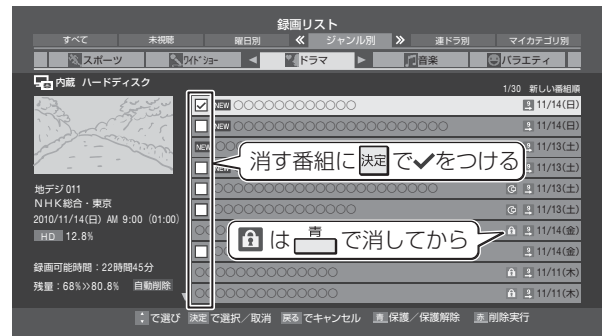 録画リスト
すべて 未視聴 曜日別 ≪ ジャンル別 ≫ 連ドラ別 マイカテゴリ別
スポーツ ワイド゙ショー ◀ ドラマ ▶ 音楽 バラエティ
内蔵 ハードディスク
1/30 新しい番組順
NEW ○○○○○○○○○○○○ 11/14(日)
NEW ○○○○○○○○○○○○○○○○○○○○○ 11/14(日)
NEW 11/13(土)
消す番組に 決定 で✔をつける
NEW 11/13(土)
地デジ 011
○○○○○○○○○○○○○○○○○○○○ 11/13(土)
NHK総合・東京
○○○○○○○○○○○○ 11/13(土)
2010/11/14(日) AM 9:00 (01:00)
11/14(金)
HD 12.8%
は 青 で消してから
11/14(金)
録画可能時間：22時間45分
○○○○○○○○○○○○○○ 11/11(木)
残量：68%≫80.8% 自動削除
○○○○○○○○○○○○○○ 11/11(木)
で選び 決定 で選択／取消 戻る でキャンセル 青 保護／保護解除 赤 削除実行